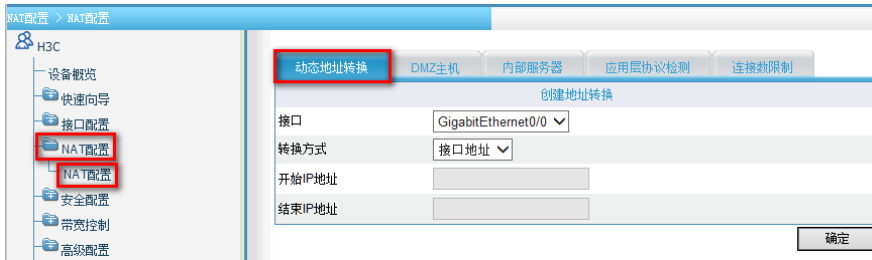 NAT配置 > NAT配置
H3C
设备概览
快速向导
接口配置
NAT配置
NAT配置
安全配置
带宽控制
高级配置
动态地址转换 DMZ主机 内部服务器 应用层协议检测 连接数限制
创建地址转换
接口 GigabitEthernet0/0
转换方式 接口地址
开始IP地址
结束IP地址
确定